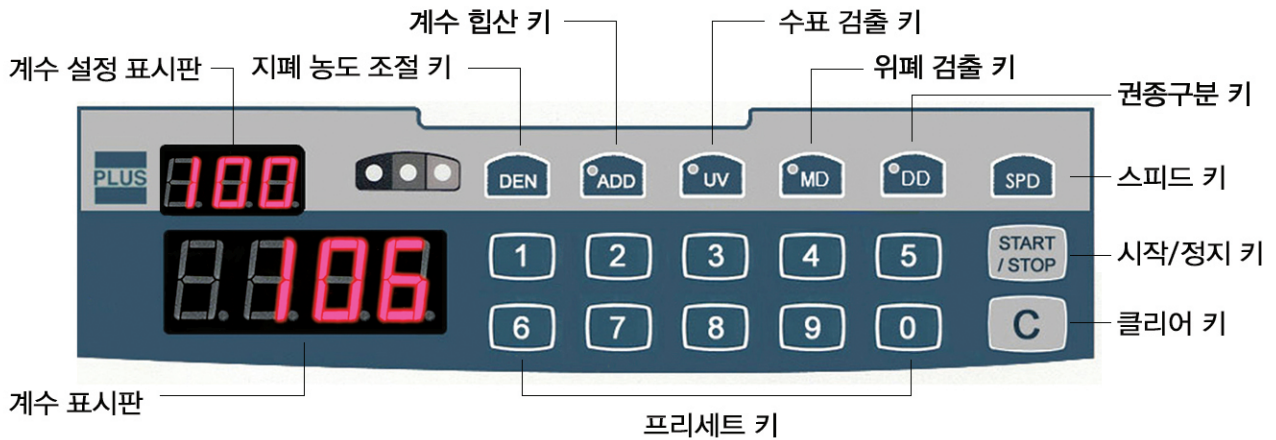 계수 힙산 키
수표 검출 키
계수 설정 표시판
지폐 농도 조절 키
위폐 검출 키
권종구분 키
PLUS
100
DEN
ADD
UV
MD
DD
SPD
스피드 키
106
1
2
3
4
5
START
/ STOP
시작/정지 키
6
7
8
9
0
C
클리어 키
계수 표시판
프리세트 키